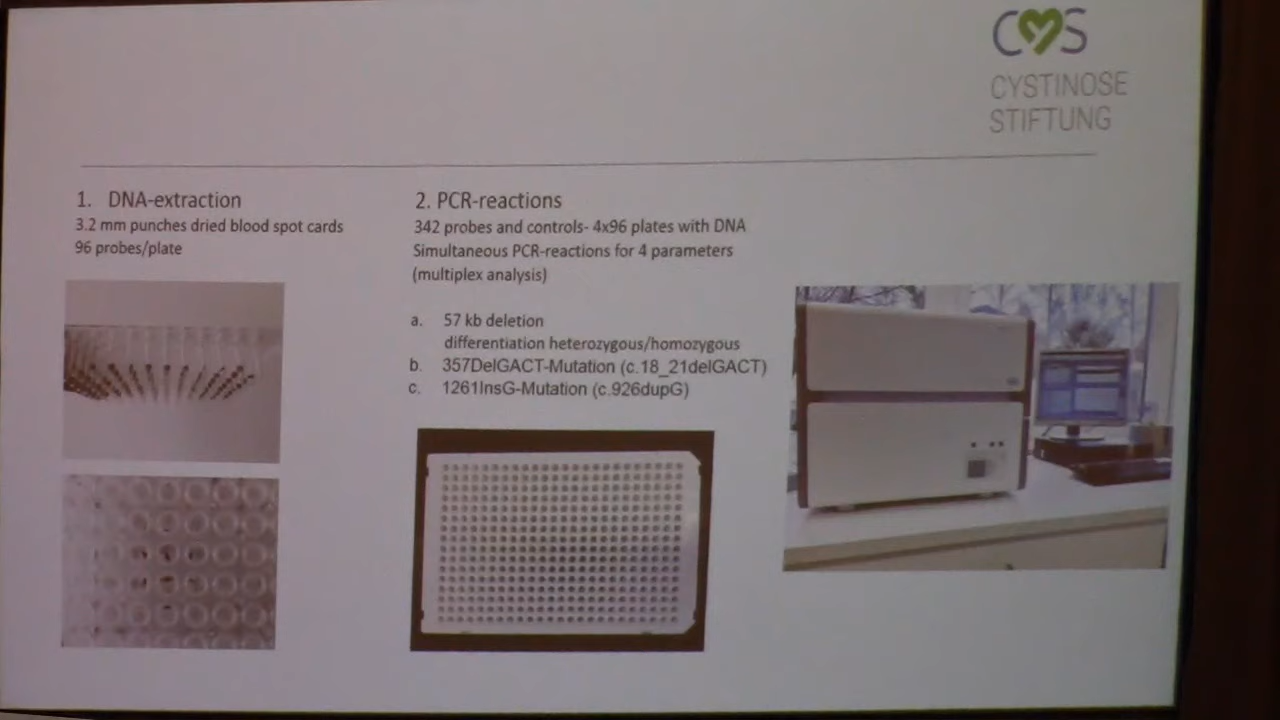 CYS
CYSTINOSE
STIFTUNG
1. DNA-extraction
3.2 mm punches dried blood spot cards
96 probes/plate
2. PCR-reactions
342 probes and controls- 4x96 plates with DNA
Simultaneous PCR-reactions for 4 parameters
(multiplex analysis)
a. 57 kb deletion
differentiation heterozygous/homozygous
b. 357DelGACT-Mutation (c.18_21delGACT)
c. 1261InsG-Mutation (c.926dupG)